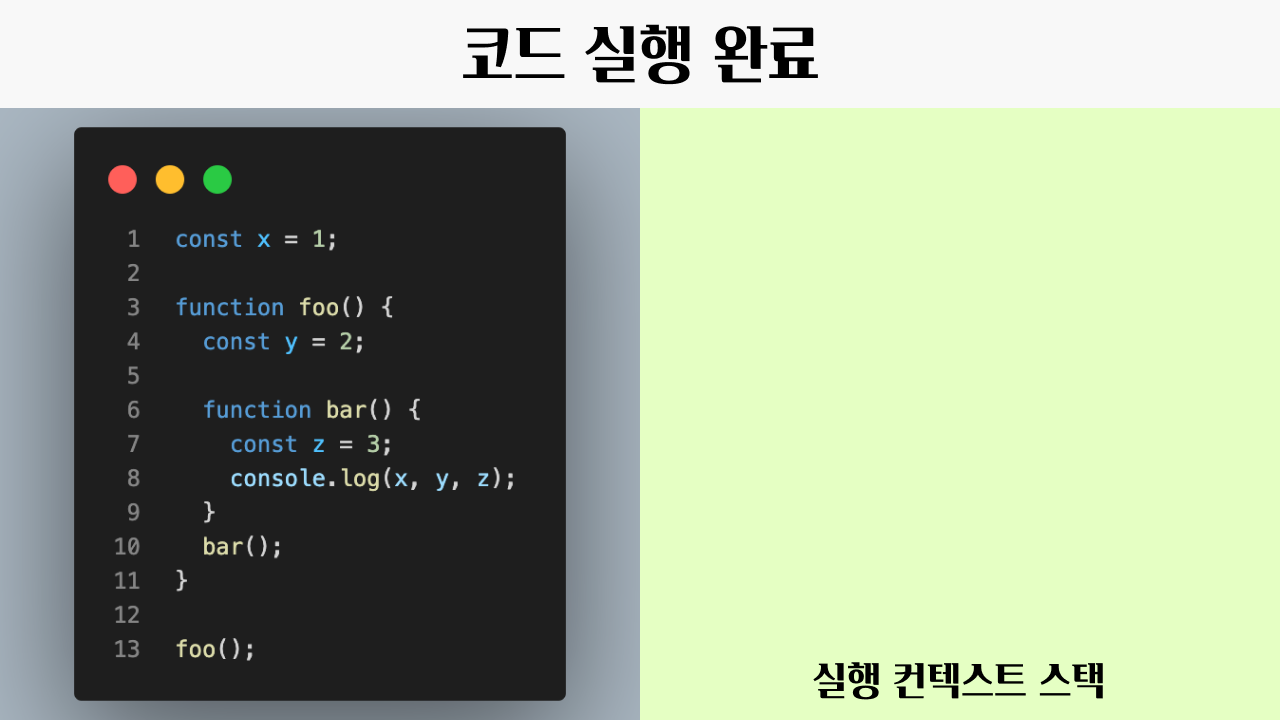 코드 실행 완료
1 const x = 1;
2
3 function foo() {
4   const y = 2;
5
6   function bar() {
7     const z = 3;
8     console.log(x, y, z);
9   }
10   bar();
11 }
12
13 foo();
실행 컨텍스트 스택